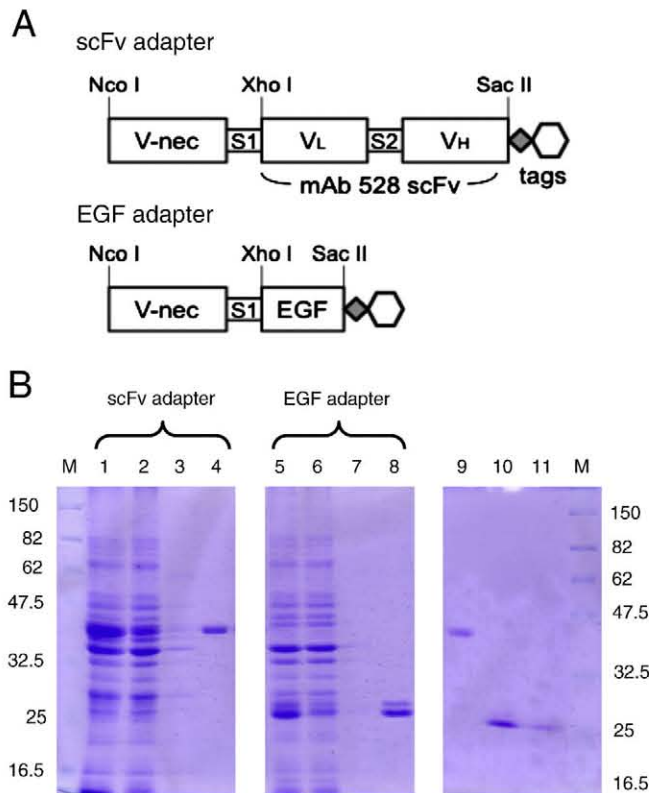 A
scFv adapter
Nco I Xho I Sac II
V-nec S1 VL S2 VH
mAb 528 scFv tags
EGF adapter
Nco I Xho I Sac II
V-nec S1 EGF
B
scFv adapter EGF adapter
M 1 2 3 4 5 6 7 8 9 10 11 M
150 150
82 82
62 62
47.5 47.5
32.5 32.5
25 25
16.5 16.5